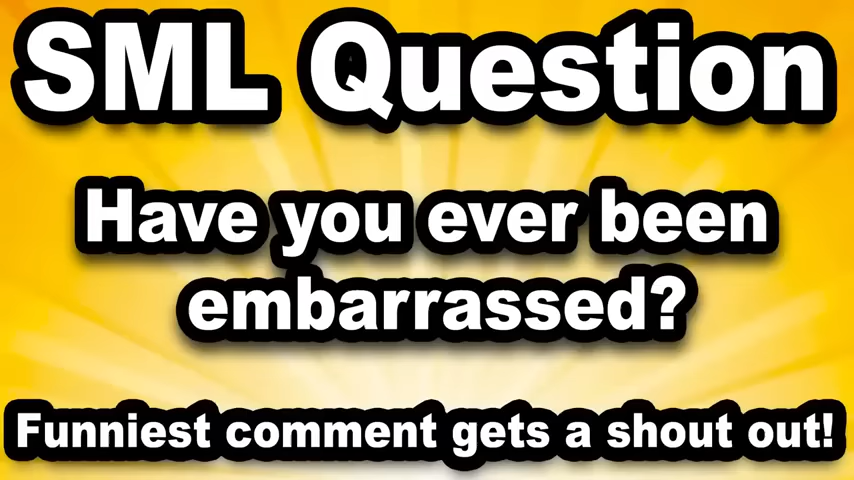 SML Question
Have you ever been
embarrassed?
Funniest comment gets a shout out!